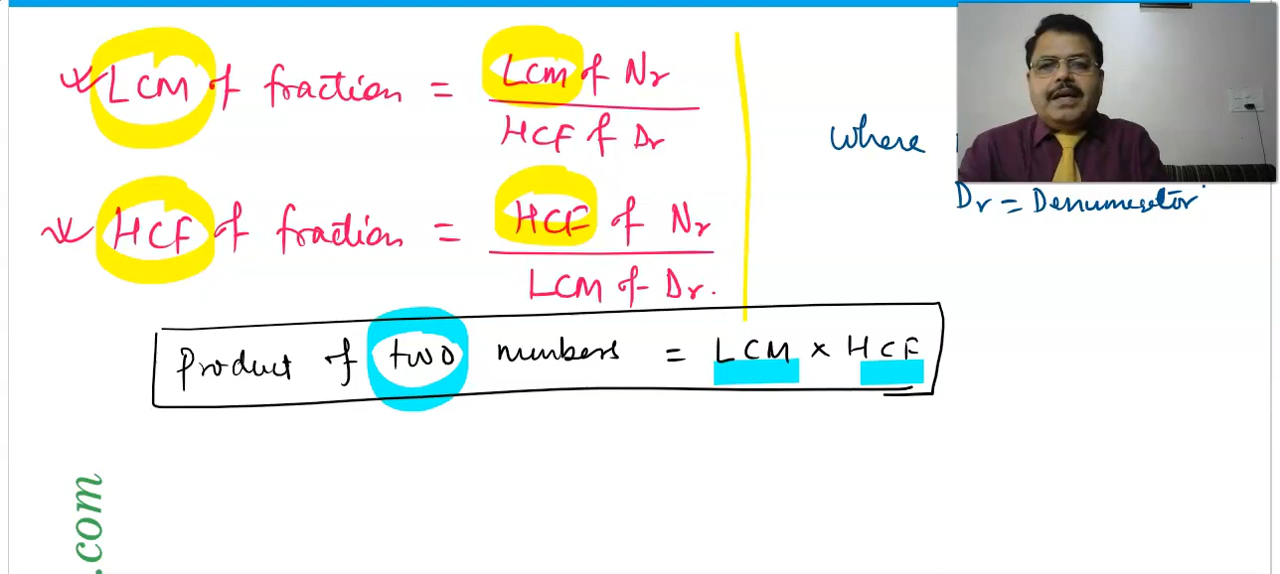 LCM of fraction = LCM of Nr
HCF of Dr
HCF of fraction = HCF of Nr
LCM of Dr.
where
Dr = Denumerator
Product of two numbers = LCM × HCF
.com